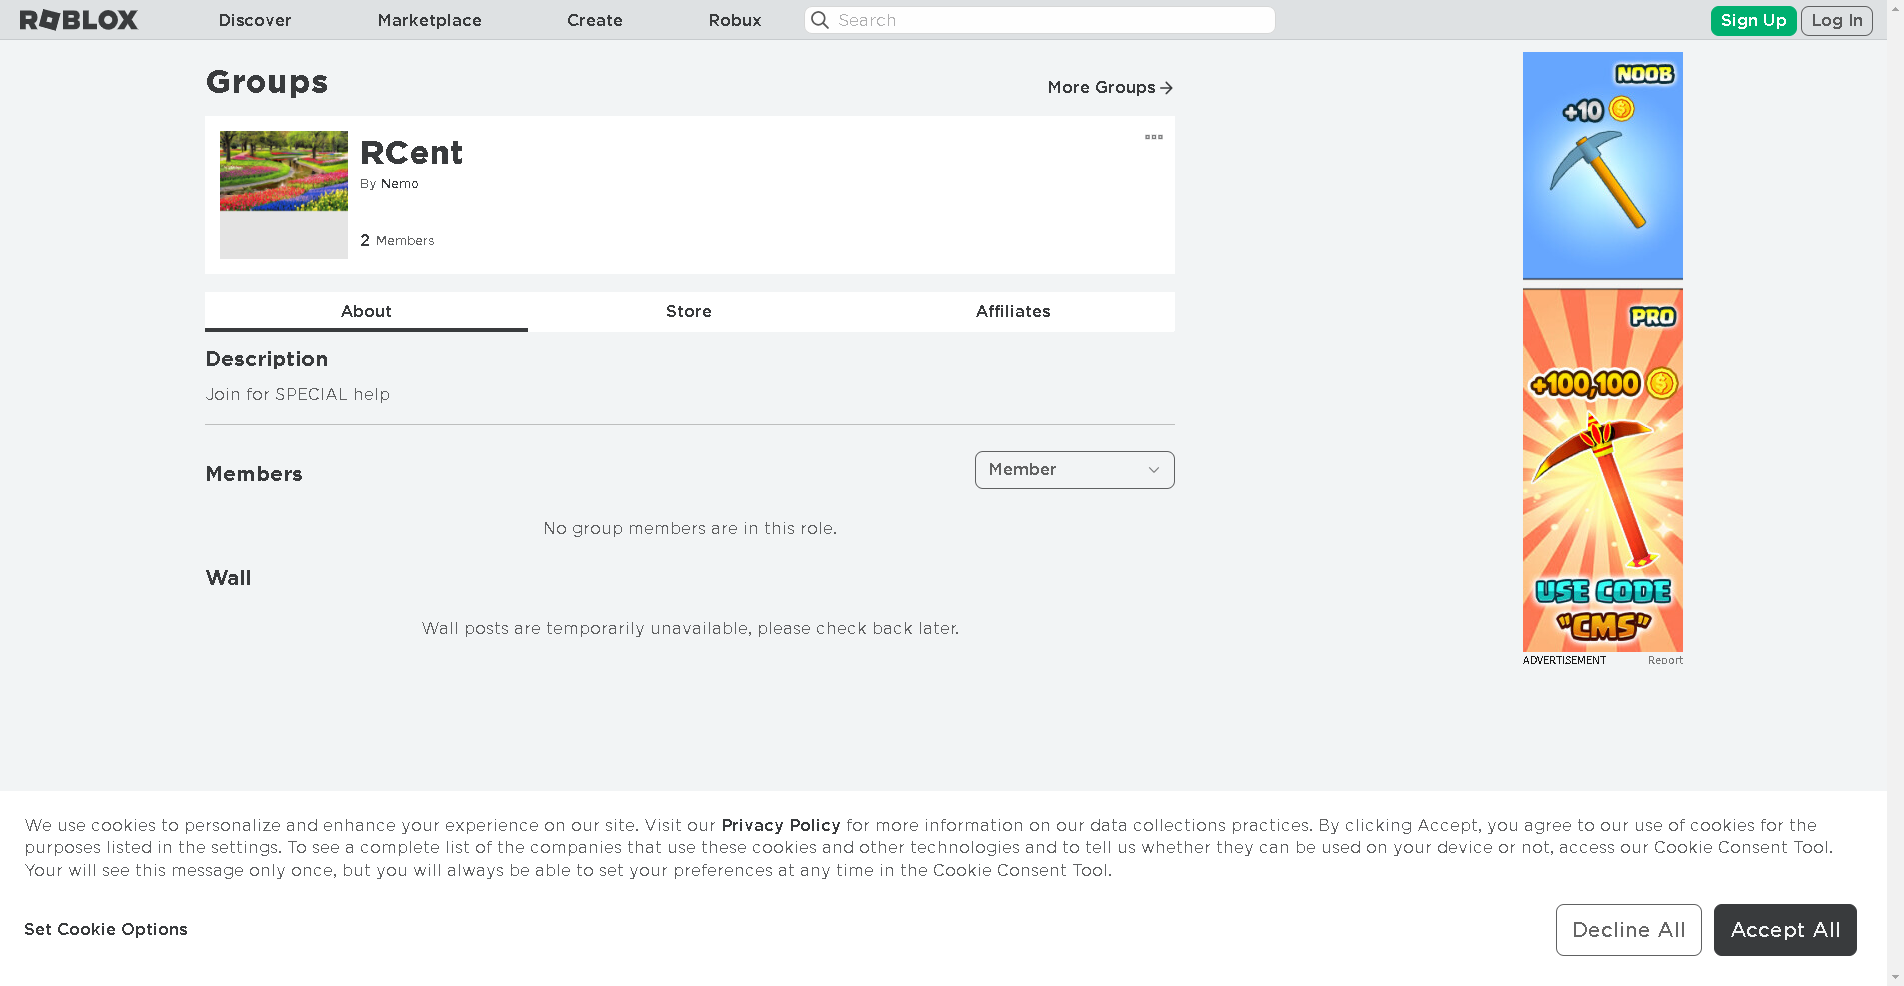 ROBLOX
Discover
Marketplace
Create
Robux
Search
Sign Up
Log In
Groups
More Groups
RCent
By Nemo
2 Members
About
Store
Affiliates
Description
Join for SPECIAL help
Members
Member
No group members are in this role.
Wall
Wall posts are temporarily unavailable, please check back later.
NOOB
+10
PRO
+100,100
USE CODE
"CMS"
ADVERTISEMENT
Report
We use cookies to personalize and enhance your experience on our site. Visit our Privacy Policy for more information on our data collections practices. By clicking Accept, you agree to our use of cookies for the
purposes listed in the settings. To see a complete list of the companies that use these cookies and other technologies and to tell us whether they can be used on your device or not, access our Cookie Consent Tool.
Your will see this message only once, but you will always be able to set your preferences at any time in the Cookie Consent Tool.
Set Cookie Options
Decline All
Accept All